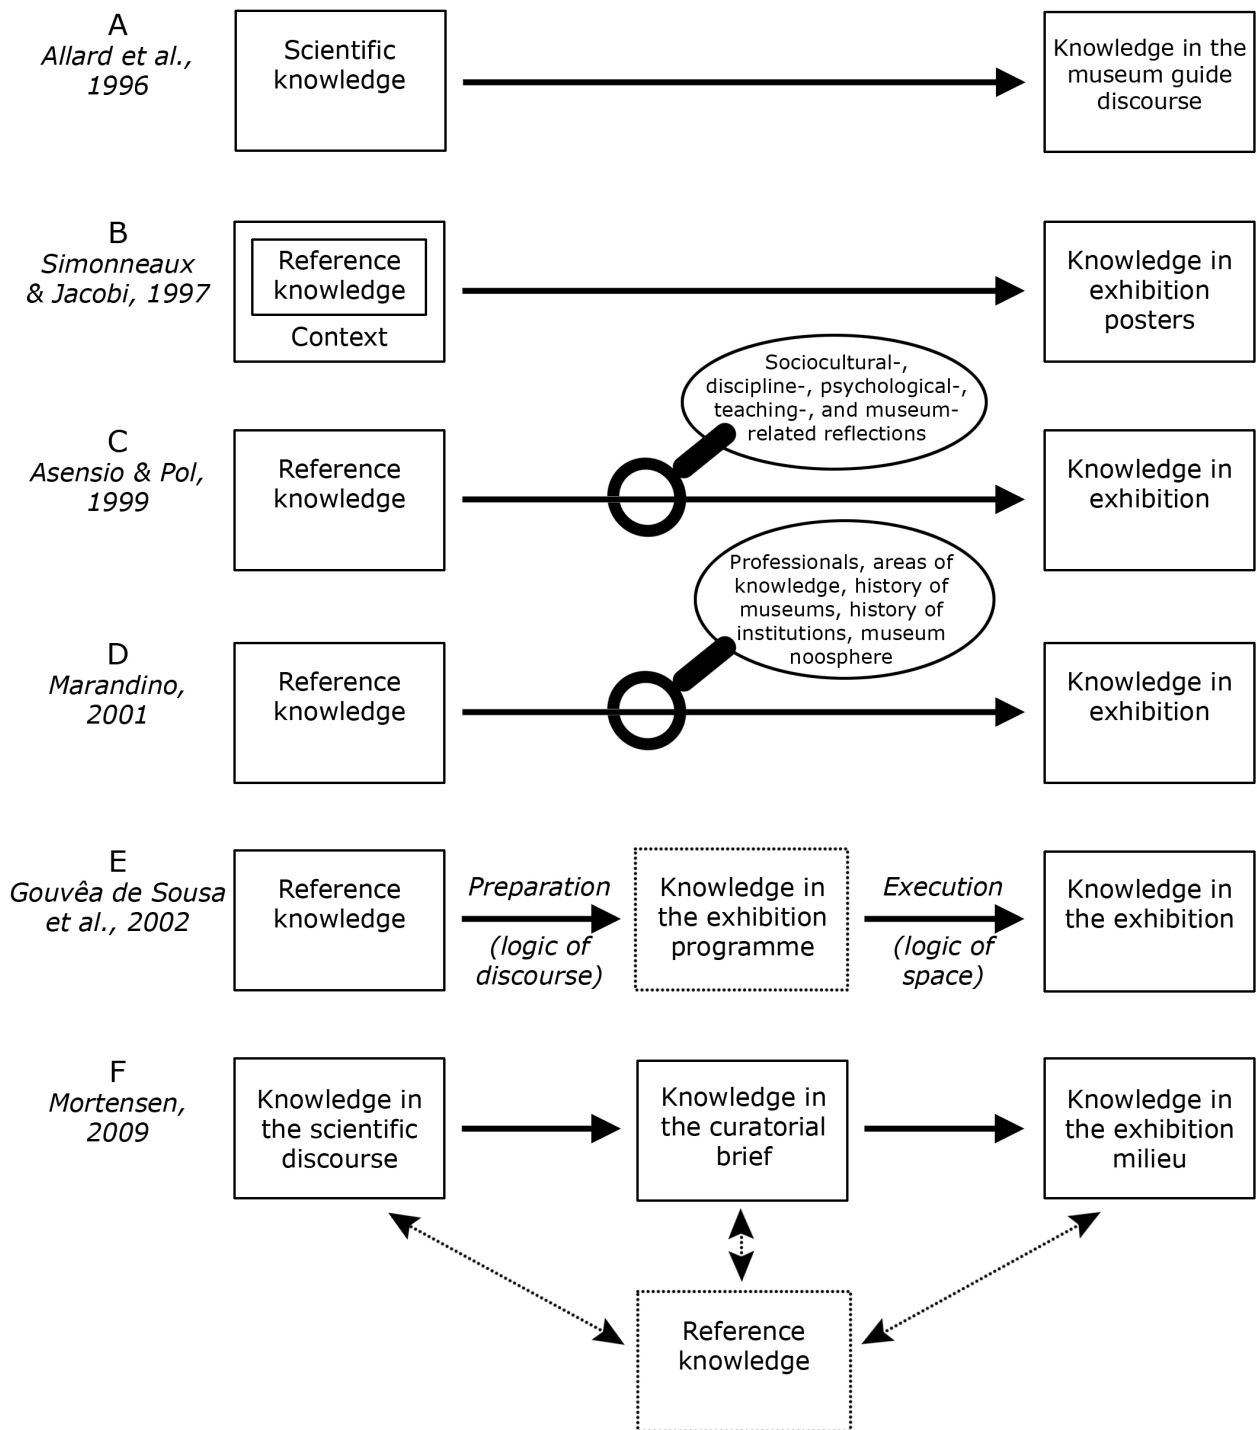 A
Allard et al.,
1996
Scientific
knowledge
Knowledge in the
museum guide
discourse
B
Simonneaux
& Jacobi, 1997
Reference
knowledge
Context
Knowledge in
exhibition
posters
C
Asensio & Pol,
1999
Reference
knowledge
Sociocultural-,
discipline-, psychological-,
teaching-, and museum-
related reflections
Knowledge in
exhibition
D
Marandino,
2001
Reference
knowledge
Professionals, areas of
knowledge, history of
museums, history of
institutions, museum
noosphere
Knowledge in
exhibition
E
Gouvêa de Sousa
et al., 2002
Reference
knowledge
Preparation
(logic of
discourse)
Knowledge in
the exhibition
programme
Execution
(logic of
space)
Knowledge in
the exhibition
F
Mortensen,
2009
Knowledge in
the scientific
discourse
Knowledge in
the curatorial
brief
Knowledge in
the exhibition
milieu
Reference
knowledge